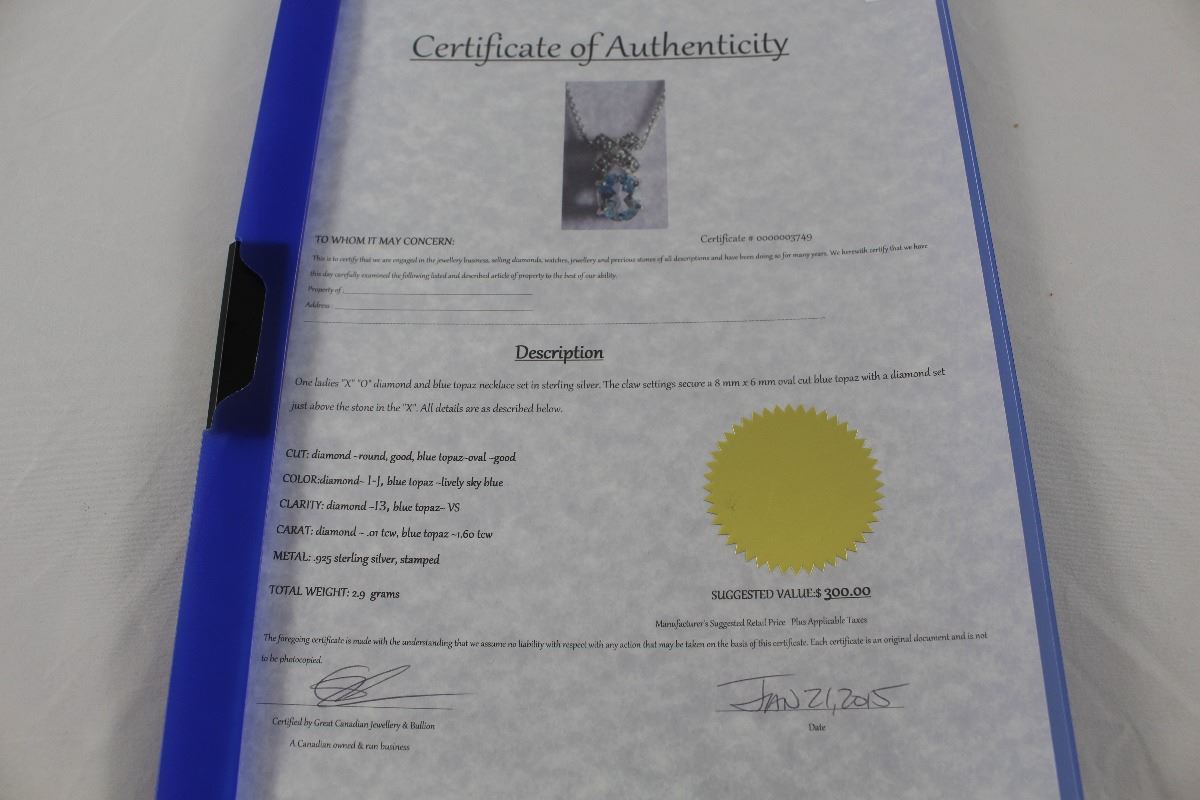 Certificate of Authenticity
TO WHOM IT MAY CONCERN:
Certificate # 0000003749
This is to certify that we are engaged in the jewellery business, selling diamonds, watches, jewellery and precious stones of all descriptions and have been doing so for many years. We herewith certify that we have
this day carefully examined the following listed and described article of property to the best of our ability.
Property of :
Address :
Description
One ladies "X" "O" diamond and blue topaz necklace set in sterling silver. The claw settings secure a 8 mm x 6 mm oval cut blue topaz with a diamond set
just above the stone in the "X". All details are as described below.
CUT: diamond ~round, good, blue topaz~oval ~good
COLOR:diamond~ I-J, blue topaz ~lively sky blue
CLARITY: diamond ~I3, blue topaz~ VS
CARAT: diamond ~ .01 tcw, blue topaz ~1.60 tcw
METAL: .925 sterling silver, stamped
TOTAL WEIGHT: 2.9 grams
SUGGESTED VALUE:$ 300.00
Manufacturer's Suggested Retail Price Plus Applicable Taxes
The foregoing certificate is made with the understanding that we assume no liability with respect with any action that may be taken on the basis of this certificate. Each certificate is an original document and is not
to be photocopied.
JAN 21, 2015
Certified by Great Canadian Jewellery & Bullion
Date
A Canadian owned & run business